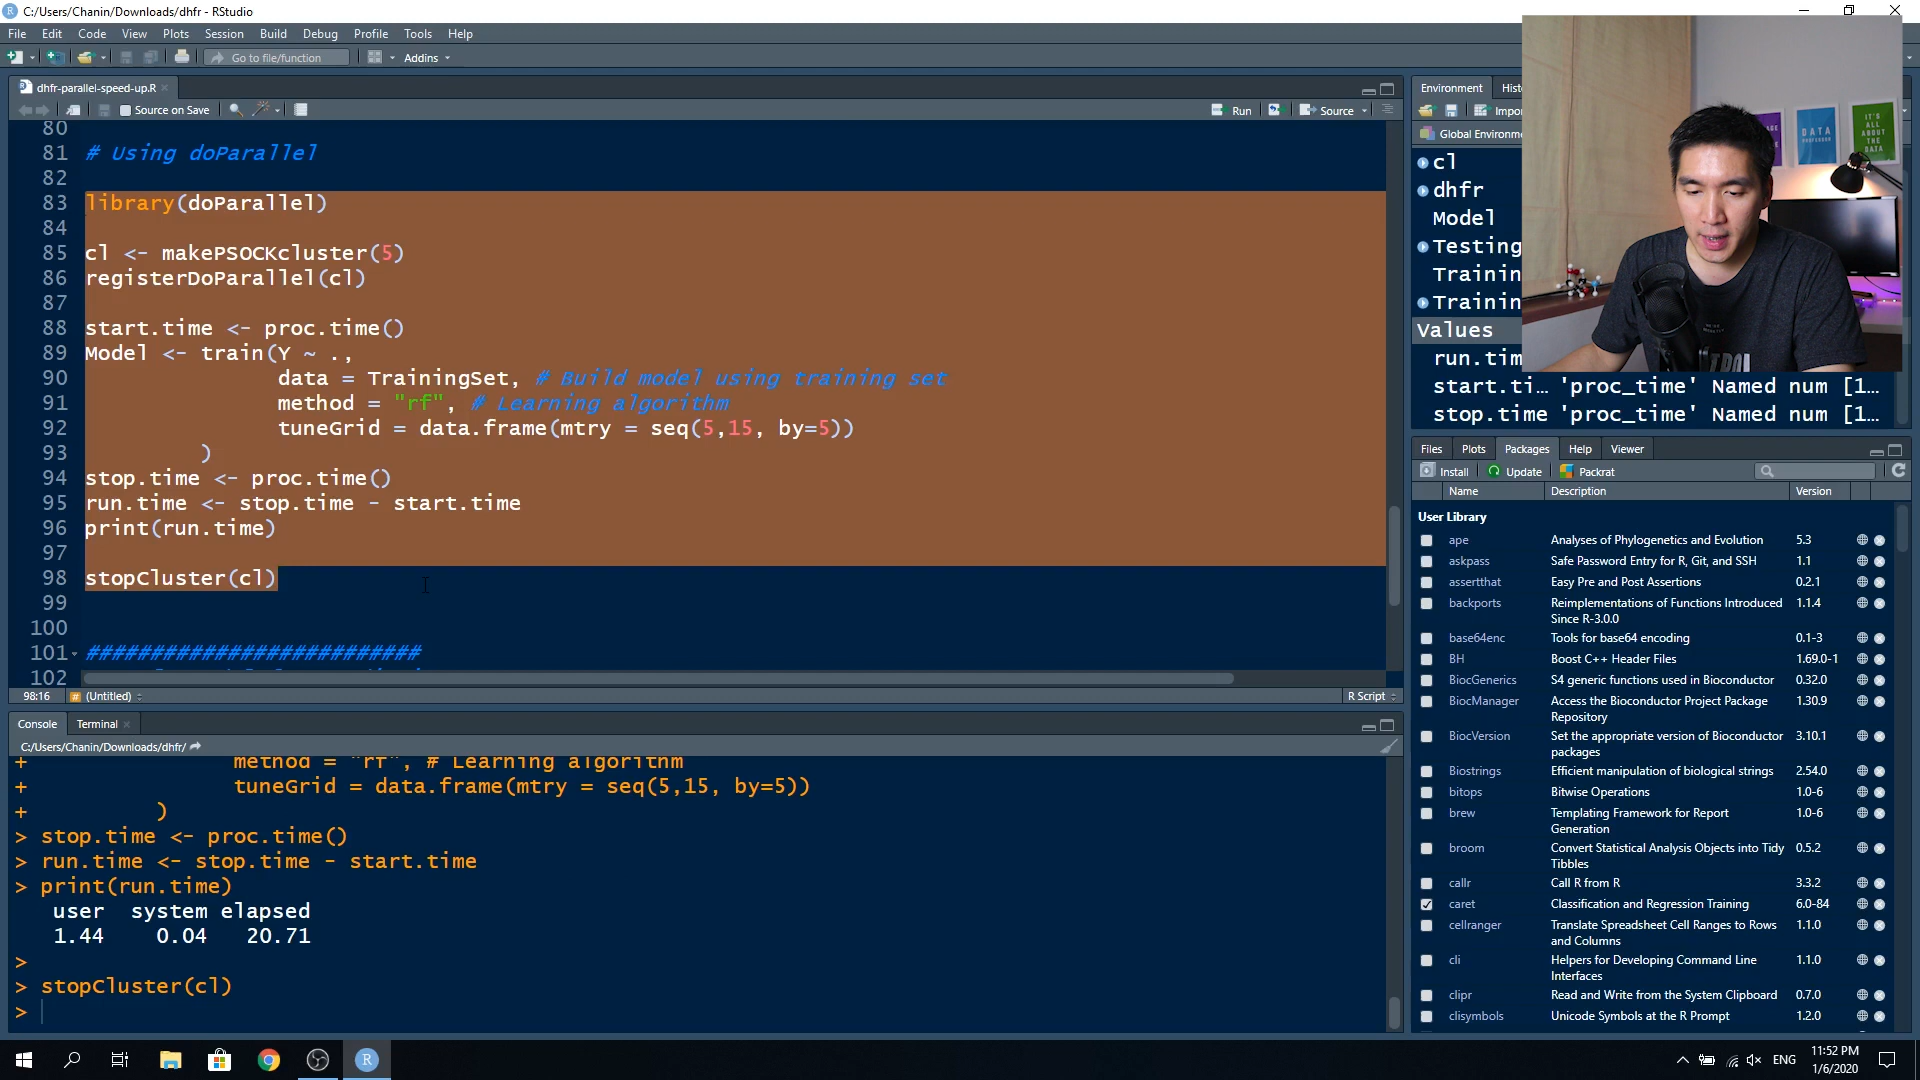 C:/Users/Chanin/Downloads/dhfr - RStudio
File Edit Code View Plots Session Build Debug Profile Tools Help
Go to file/function Addins
dhfr-parallel-speed-up.R
Source on Save Run Source
80
81 # Using doParallel
82
83 library(doParallel)
84
85 cl <- makePSOCKcluster(5)
86 registerDoParallel(cl)
87
88 start.time <- proc.time()
89 Model <- train(Y ~ .,
90 data = TrainingSet, # Build model using training set
91 method = "rf", # Learning algorithm
92 tuneGrid = data.frame(mtry = seq(5,15, by=5))
93 )
94 stop.time <- proc.time()
95 run.time <- stop.time - start.time
96 print(run.time)
97
98 stopCluster(cl)
99
100
101 ##########################
102
98:16 (Untitled) R Script
Console Terminal
C:/Users/Chanin/Downloads/dhfr/
+ method = "rf", # Learning algorithm
+ tuneGrid = data.frame(mtry = seq(5,15, by=5))
+ )
> stop.time <- proc.time()
> run.time <- stop.time - start.time
> print(run.time)
user system elapsed
1.44 0.04 20.71
>
> stopCluster(cl)
>
Environment Hist
Impor
Global Environme
cl
dhfr
Model
Testing
Trainin
Trainin
Values
run.tim
start.ti… 'proc_time' Named num [1…
stop.time 'proc_time' Named num [1…
DATA
IT'S
ALL
ABOUT
THE
DATA
Files Plots Packages Help Viewer
Install Update Packrat
Name Description Version
User Library
ape Analyses of Phylogenetics and Evolution 5.3
askpass Safe Password Entry for R, Git, and SSH 1.1
assertthat Easy Pre and Post Assertions 0.2.1
backports Reimplementations of Functions Introduced Since R-3.0.0 1.1.4
base64enc Tools for base64 encoding 0.1-3
BH Boost C++ Header Files 1.69.0-1
BiocGenerics S4 generic functions used in Bioconductor 0.32.0
BiocManager Access the Bioconductor Project Package Repository 1.30.9
BiocVersion Set the appropriate version of Bioconductor packages 3.10.1
Biostrings Efficient manipulation of biological strings 2.54.0
bitops Bitwise Operations 1.0-6
brew Templating Framework for Report Generation 1.0-6
broom Convert Statistical Analysis Objects into Tidy Tibbles 0.5.2
callr Call R from R 3.3.2
caret Classification and Regression Training 6.0-84
cellranger Translate Spreadsheet Cell Ranges to Rows and Columns 1.1.0
cli Helpers for Developing Command Line Interfaces 1.1.0
clipr Read and Write from the System Clipboard 0.7.0
clisymbols Unicode Symbols at the R Prompt 1.2.0
ENG
11:52 PM
1/6/2020